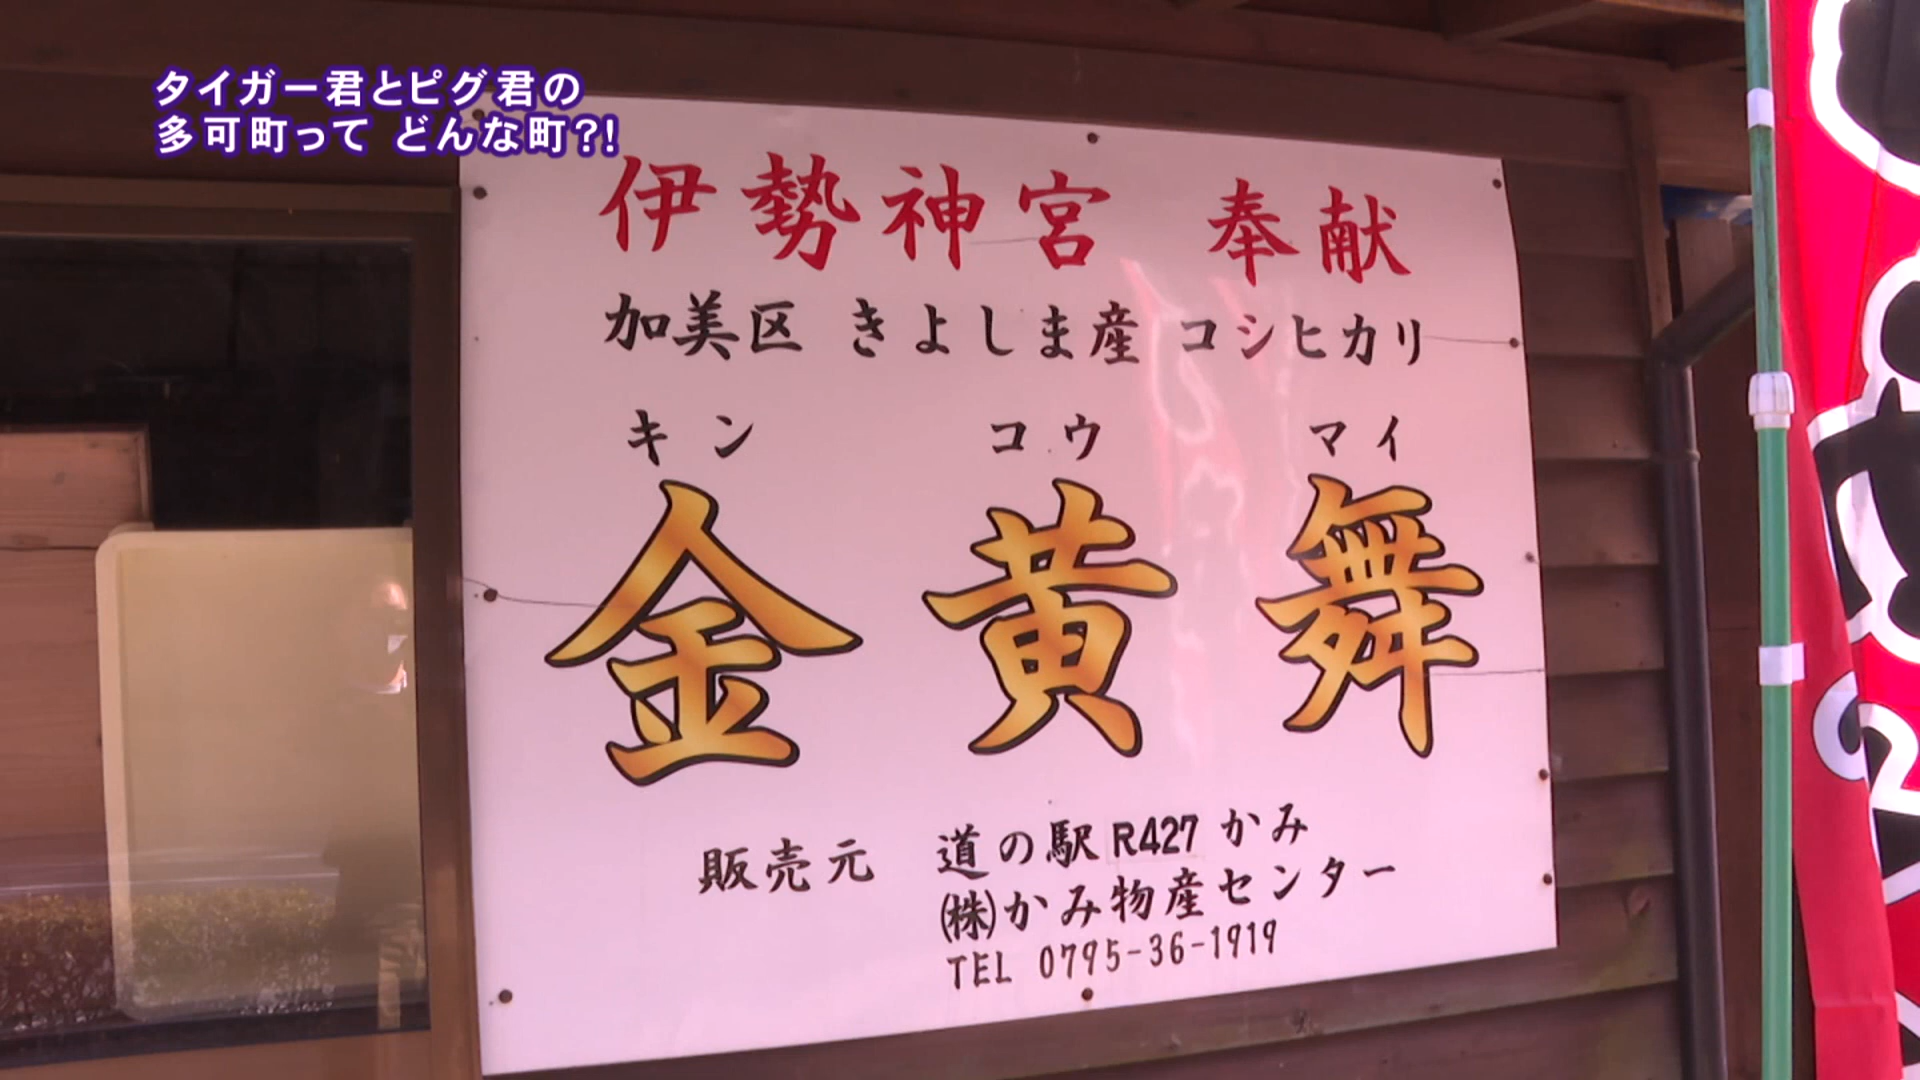 タイガー君とピグ君の
多可町って どんな町?!
伊勢神宮 奉献
加美区 きよしま産 コシヒカリ
キン コウ マイ
金黄舞
販売元 道の駅R427かみ
(株)かみ物産センター
TEL 0795-36-1919